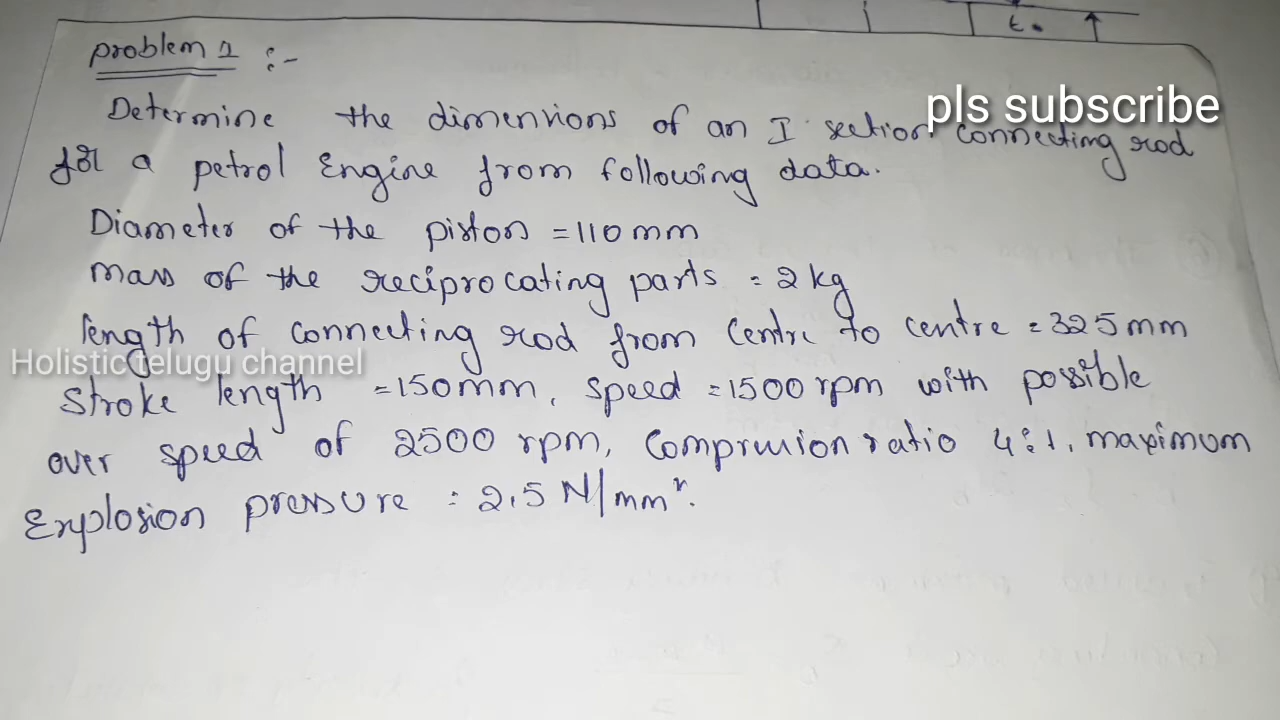 t.
problem 1 :-
pls subscribe
Determine the dimensions of an I section connecting rod
for a petrol Engine from following data.
Diameter of the piston = 110 mm
mass of the reciprocating parts = 2 kg
length of connecting rod from centre to centre = 325 mm
Holistic telugu channel
stroke length = 150 mm, speed = 1500 rpm with possible
over speed of 2500 rpm, compression ratio 4:1, maximum
Explosion pressure = 2.5 N/mm².